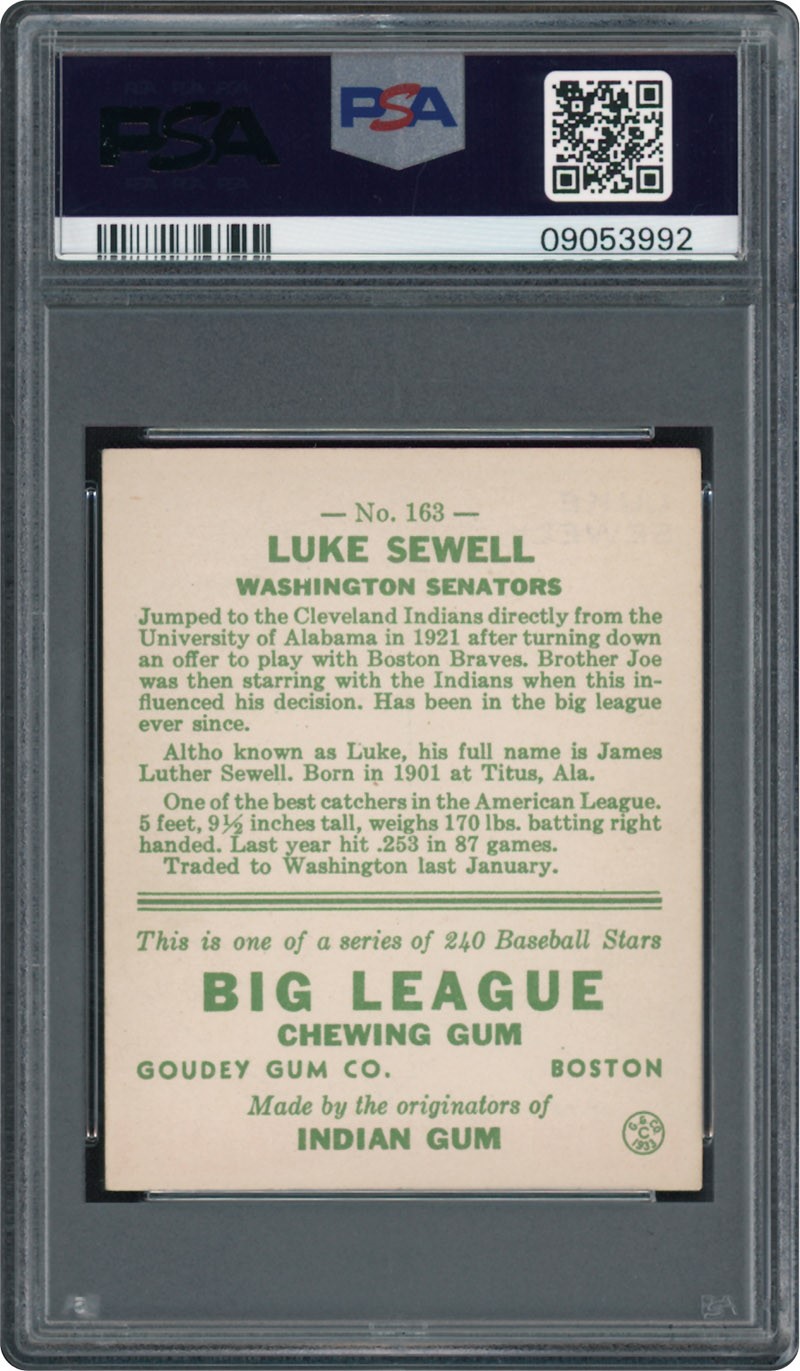 PSA
PSA
09053992
— No. 163 —
LUKE SEWELL
WASHINGTON SENATORS
Jumped to the Cleveland Indians directly from the
University of Alabama in 1921 after turning down
an offer to play with Boston Braves. Brother Joe
was then starring with the Indians when this in-
fluenced his decision. Has been in the big league
ever since.
Altho known as Luke, his full name is James
Luther Sewell. Born in 1901 at Titus, Ala.
One of the best catchers in the American League.
5 feet, 9½ inches tall, weighs 170 lbs. batting right
handed. Last year hit .253 in 87 games.
Traded to Washington last January.
This is one of a series of 240 Baseball Stars
BIG LEAGUE
CHEWING GUM
GOUDEY GUM CO. BOSTON
Made by the originators of
INDIAN GUM
G. G. CO
C
1933
PSA